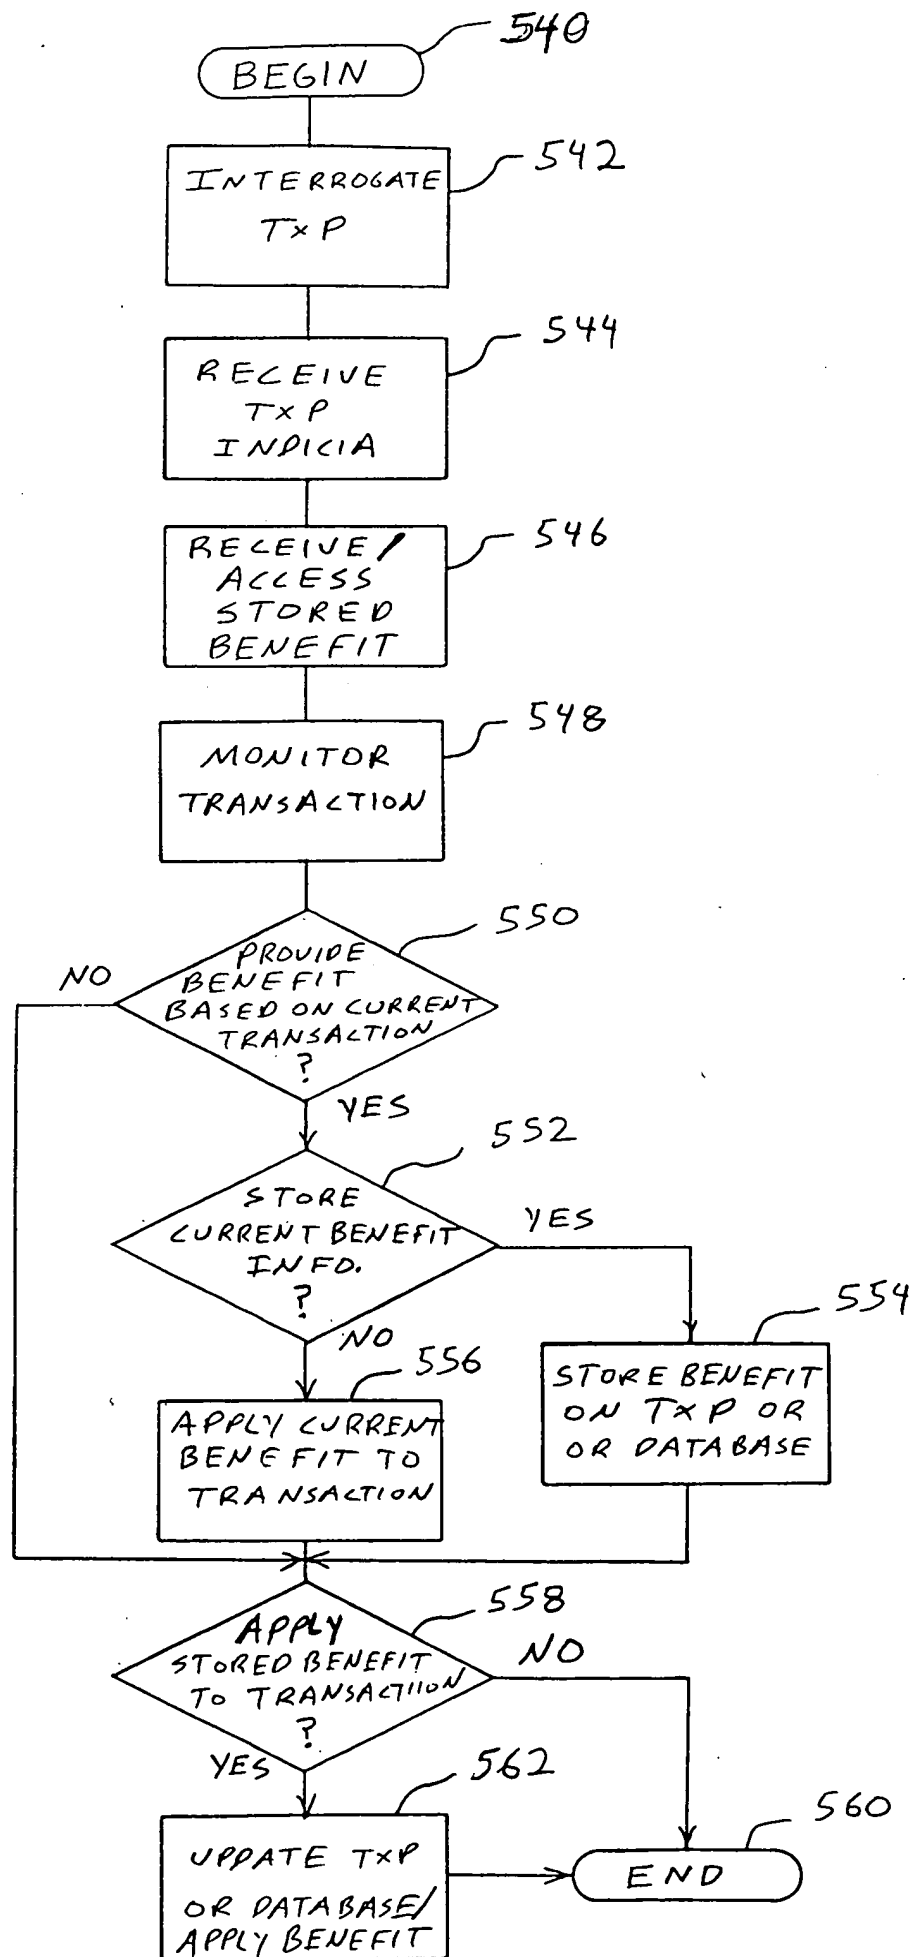 540
BEGIN
542
INTERROGATE
TxP
544
RECEIVE
TxP
INDICIA
546
RECEIVE/
ACCESS
STORED
BENEFIT
548
MONITOR
TRANSACTION
550
PROVIDE
BENEFIT
BASED ON CURRENT
TRANSACTION
?
NO
YES
552
STORE
CURRENT BENEFIT
INFO.
?
YES
NO
554
STORE BENEFIT
ON TxP OR
OR DATABASE
556
APPLY CURRENT
BENEFIT TO
TRANSACTION
558
APPLY
STORED BENEFIT
TO TRANSACTIION
?
NO
YES
562
UPDATE TxP
OR DATABASE/
APPLY BENEFIT
560
END